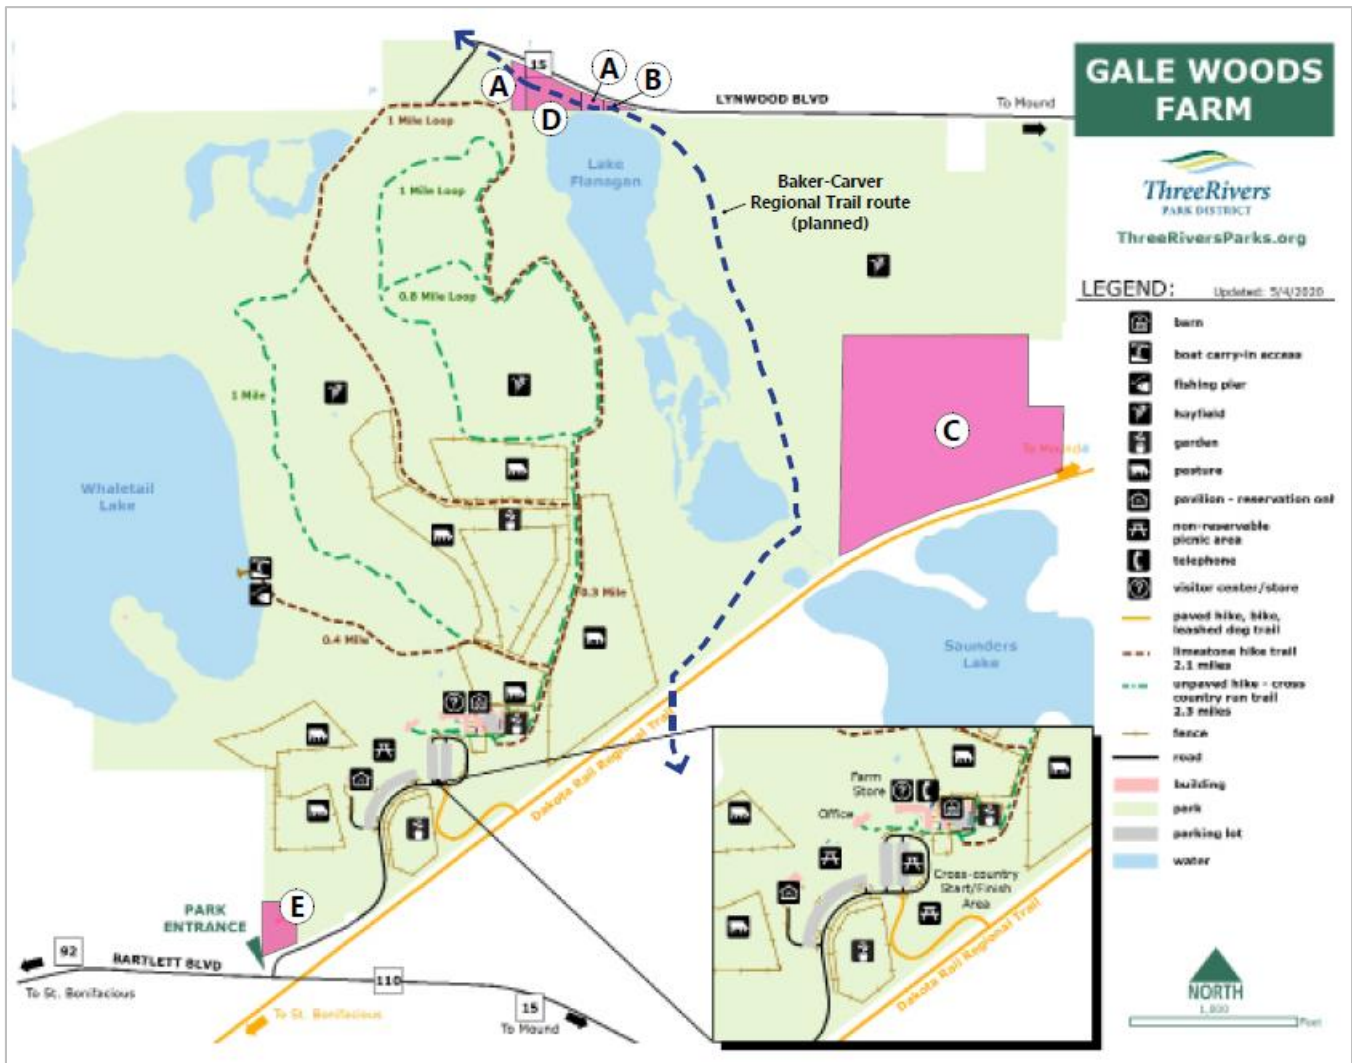 GALE WOODS
FARM
ThreeRivers
PARK DISTRICT
ThreeRiversParks.org
LEGEND:
Updated: 5/4/2020
barn
boat carry-in access
fishing pier
hayfield
garden
pasture
pavilion - reservation onl
non-reservable
picnic area
telephone
visitor center/store
paved hike, bike,
leashed dog trail
limestone hike trail
2.1 miles
unpaved hike - cross
country run trail
2.3 miles
fence
road
building
park
parking lot
water
NORTH
1,000
Feet
15
A
A
B
D
LYNWOOD BLVD
To Mound
1 Mile Loop
1 Mile Loop
Lake
Flanagan
Baker-Carver
Regional Trail route
(planned)
0.8 Mile Loop
1 Mile
C
To Mound
Whaletail
Lake
0.3 Mile
0.4 Mile
Saunders
Lake
Dakota Rail Regional Trail
Farm
Store
Office
Cross-country
Start/Finish
Area
Dakota Rail Regional Trail
E
PARK
ENTRANCE
92
BARTLETT BLVD
110
To St. Bonifacious
15
To Mound
To St. Bonifacious